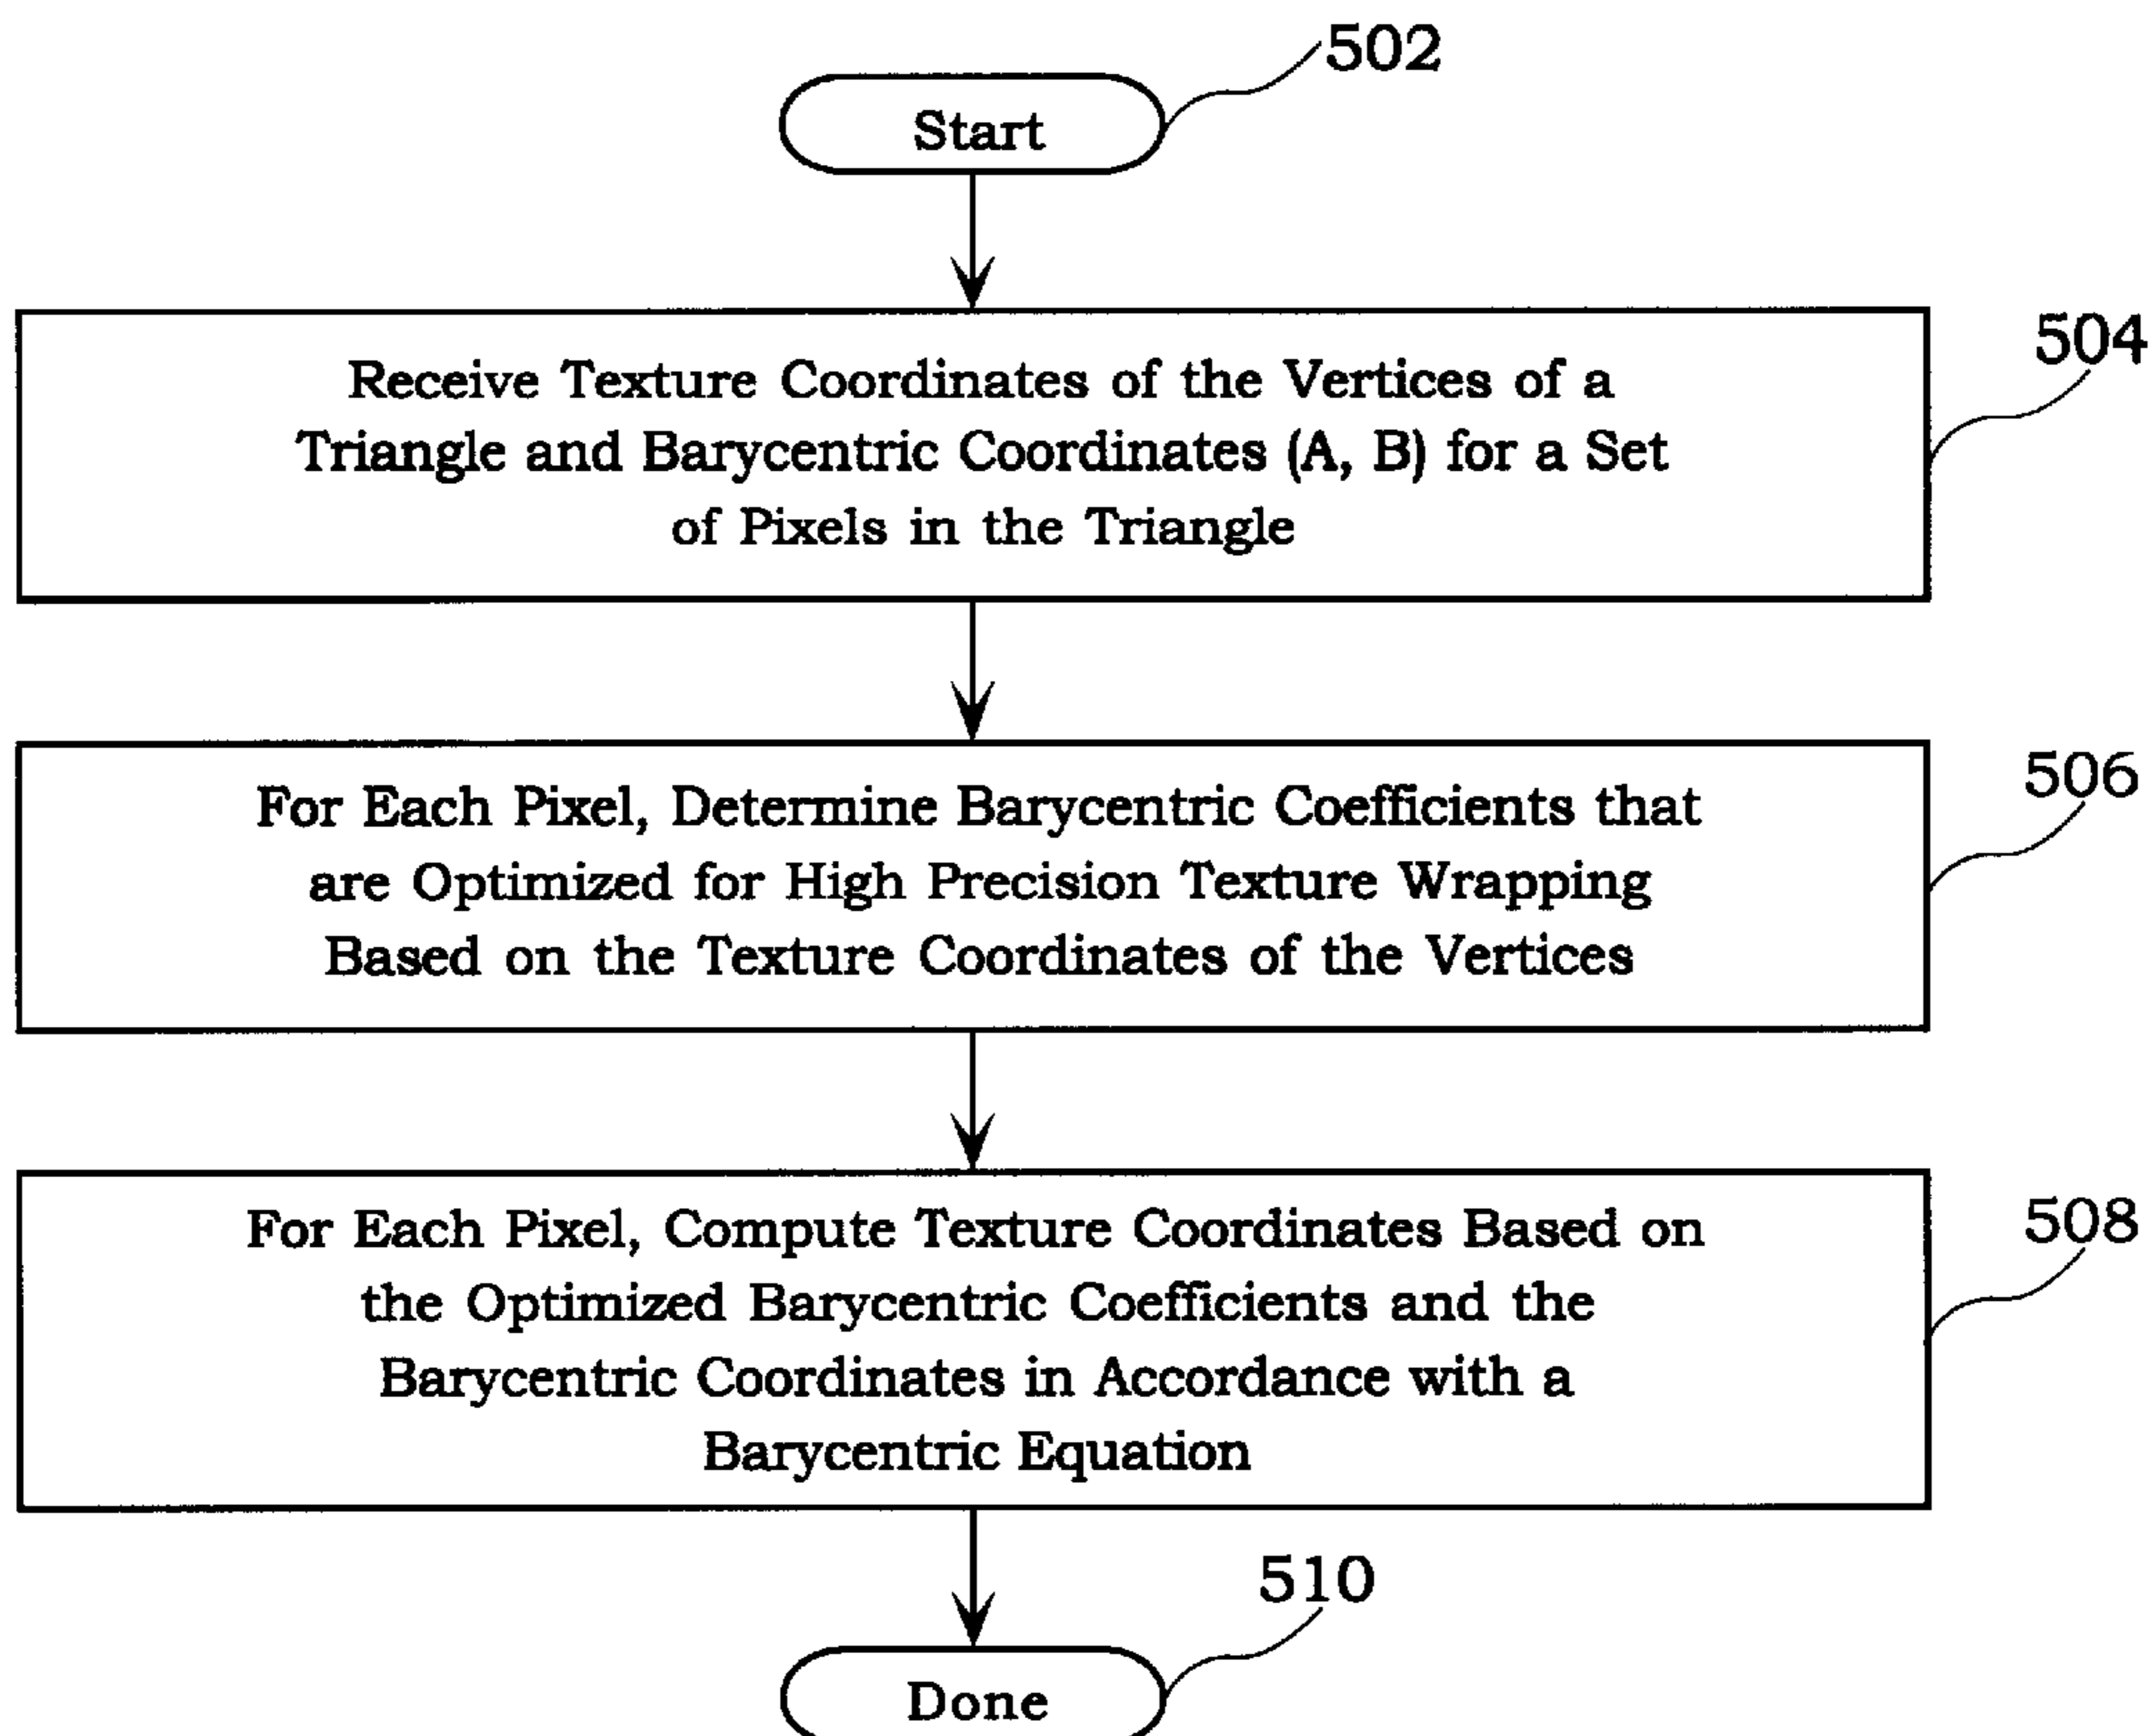 502
Start
504
Receive Texture Coordinates of the Vertices of a
Triangle and Barycentric Coordinates (A, B) for a Set
of Pixels in the Triangle
506
For Each Pixel, Determine Barycentric Coefficients that
are Optimized for High Precision Texture Wrapping
Based on the Texture Coordinates of the Vertices
508
For Each Pixel, Compute Texture Coordinates Based on
the Optimized Barycentric Coefficients and the
Barycentric Coordinates in Accordance with a
Barycentric Equation
510
Done